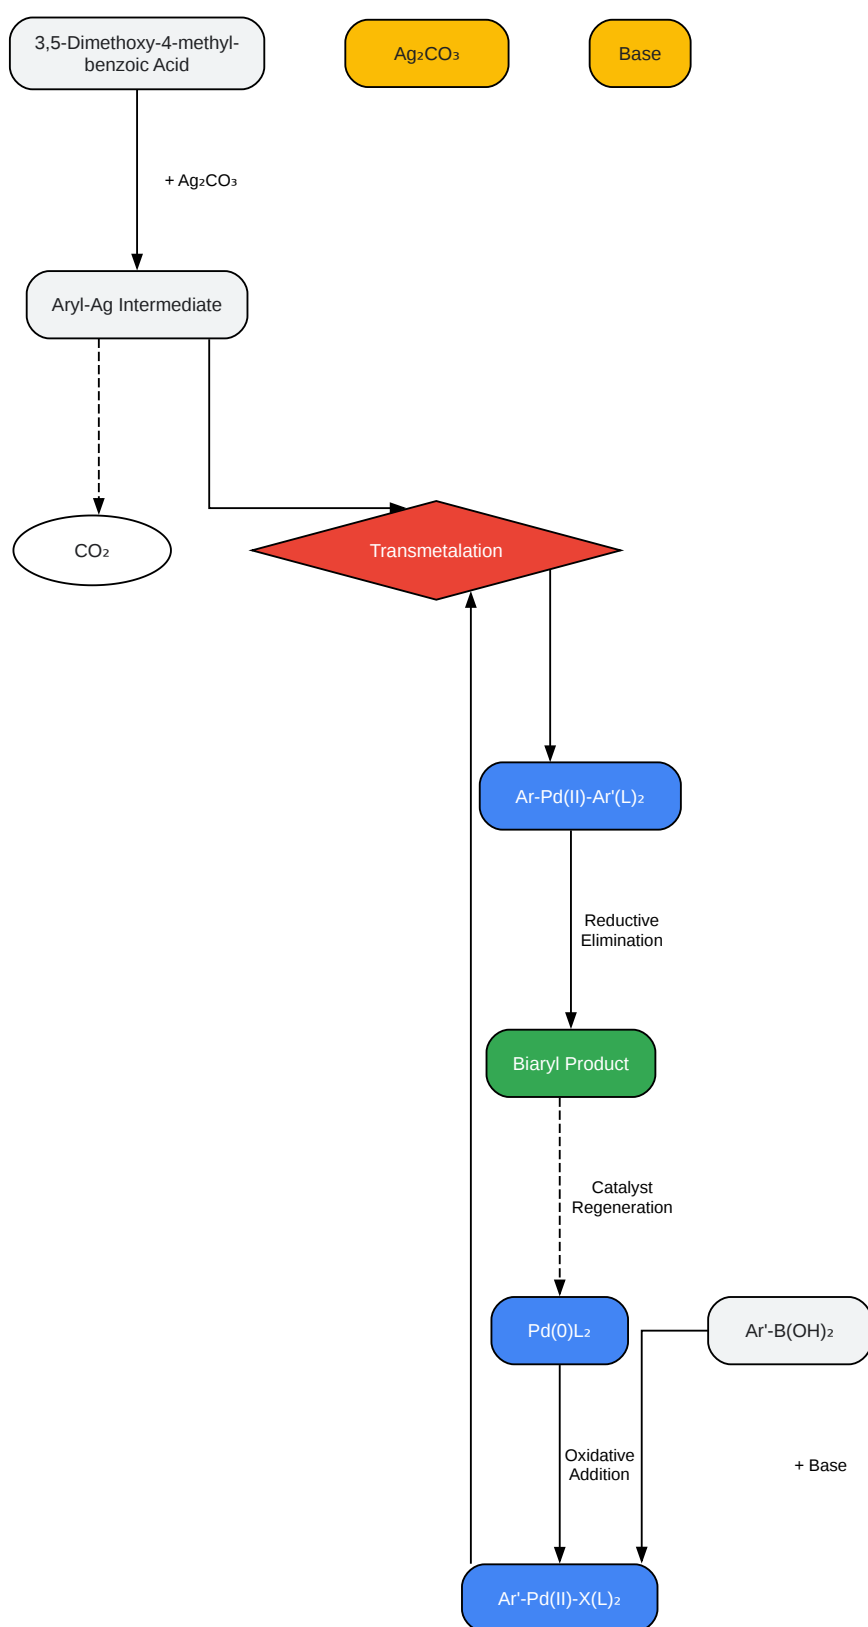 3,5-Dimethoxy-4-methyl-
benzoic Acid
Ag₂CO₃
Base
+ Ag₂CO₃
Aryl-Ag Intermediate
CO₂
Transmetalation
Ar-Pd(II)-Ar'(L)₂
Reductive
Elimination
Biaryl Product
Catalyst
Regeneration
Pd(0)L₂
Ar'-B(OH)₂
Oxidative
Addition
+ Base
Ar'-Pd(II)-X(L)₂